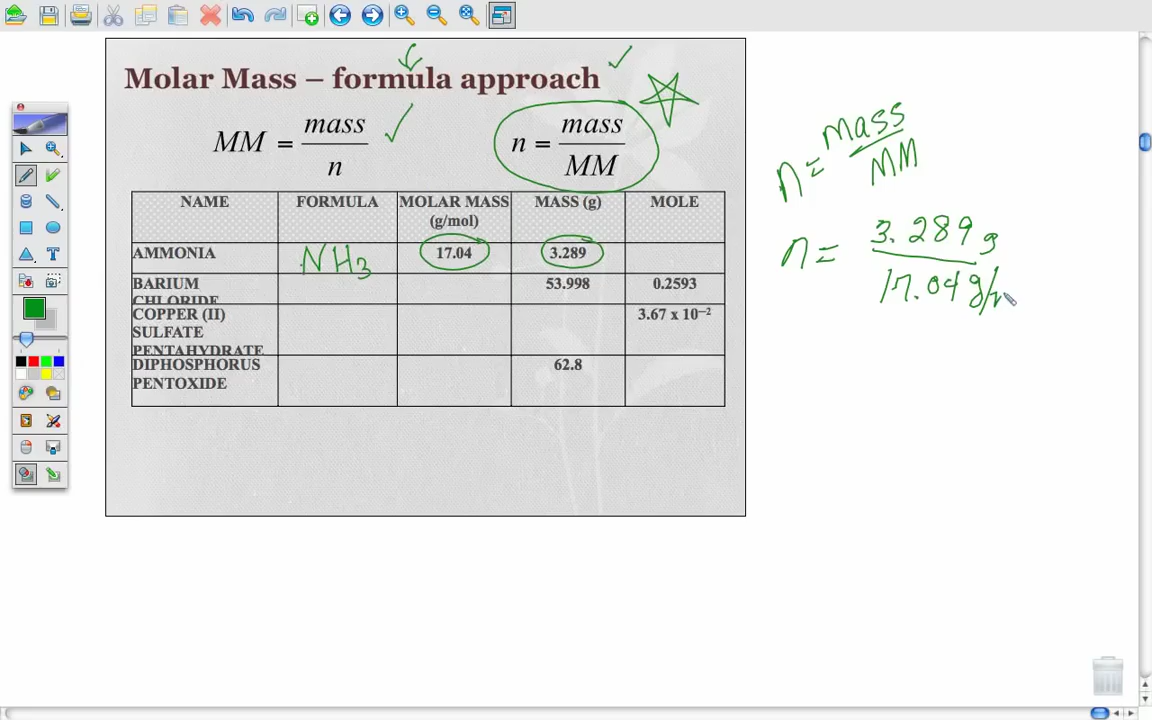 Molar Mass – formula approach
MM = mass / n
n = mass / MM
NAME FORMULA MOLAR MASS (g/mol) MASS (g) MOLE
AMMONIA NH3 17.04 3.289
BARIUM CHLORIDE 53.998 0.2593
COPPER (II) SULFATE PENTAHYDRATE 3.67 x 10–2
DIPHOSPHORUS PENTOXIDE 62.8
n = mass / MM
n = 3.289 g / 17.04 g/